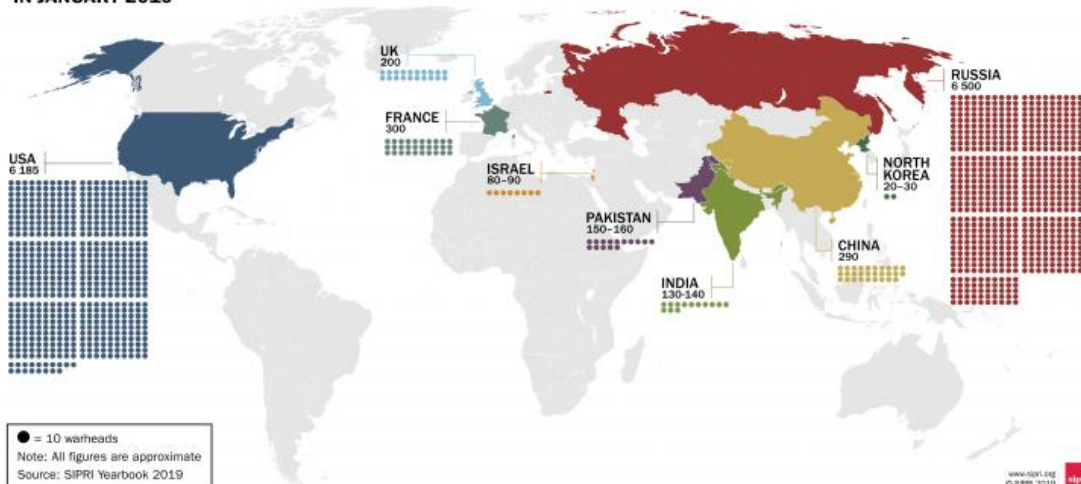 IN JANUARY 2019
UK
200
FRANCE
300
ISRAEL
80–90
USA
6 185
RUSSIA
6 500
NORTH
KOREA
20–30
PAKISTAN
150–160
CHINA
290
INDIA
130-140
= 10 warheads
Note: All figures are approximate
Source: SIPRI Yearbook 2019
www.sipri.org
© SIPRI 2019
sipri